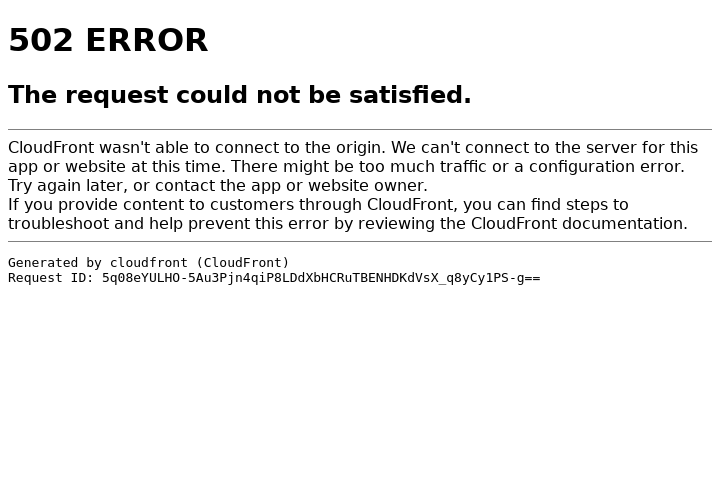 502 ERROR
The request could not be satisfied.
CloudFront wasn't able to connect to the origin. We can't connect to the server for this
app or website at this time. There might be too much traffic or a configuration error.
Try again later, or contact the app or website owner.
If you provide content to customers through CloudFront, you can find steps to
troubleshoot and help prevent this error by reviewing the CloudFront documentation.
Generated by cloudfront (CloudFront)
Request ID: 5q08eYULHO-5Au3Pjn4qiP8LDdXbHCRuTBENHDKdVsX_q8yCy1PS-g==